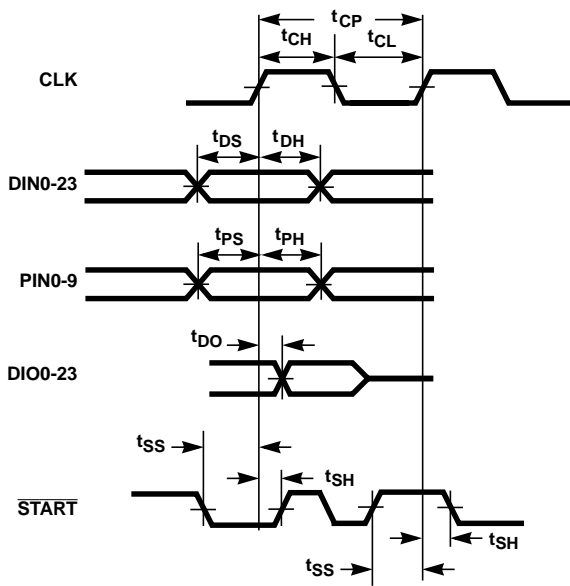 tCP
tCH tCL
CLK
tDS tDH
DIN0-23
tPS tPH
PIN0-9
tDO
DIO0-23
tSS
tSH
START
tSH
tSS